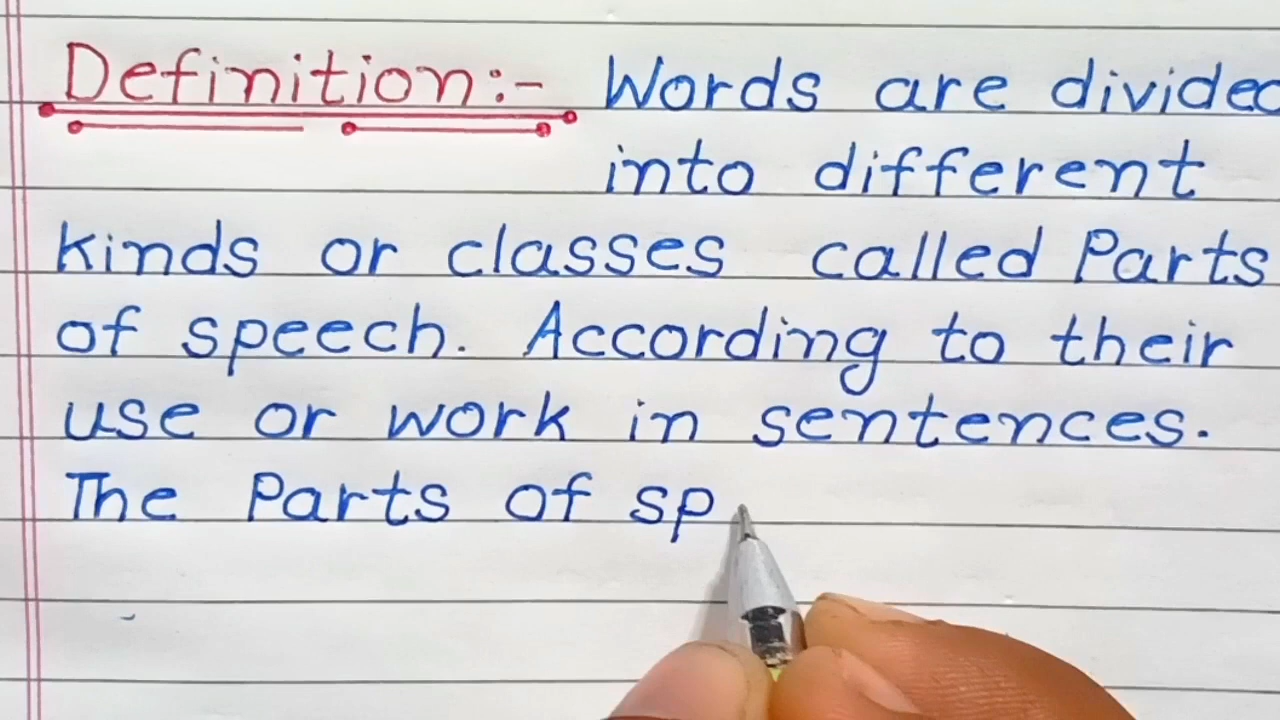 Definition:- Words are divided
into different
kinds or classes called Parts
of speech. According to their
use or work in sentences.
The Parts of sp